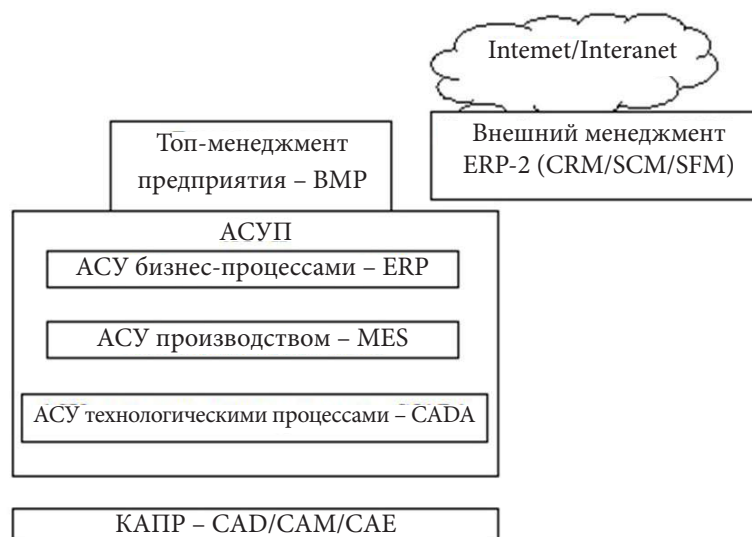 Intemet/Interanet
Внешний менеджмент
ERP-2 (CRM/SCM/SFM)
Топ-менеджмент
предприятия – BMP
АСУП
АСУ бизнес-процессами – ERP
АСУ производством – MES
АСУ технологическими процессами – CADA
КАПР – CAD/CAM/CAE